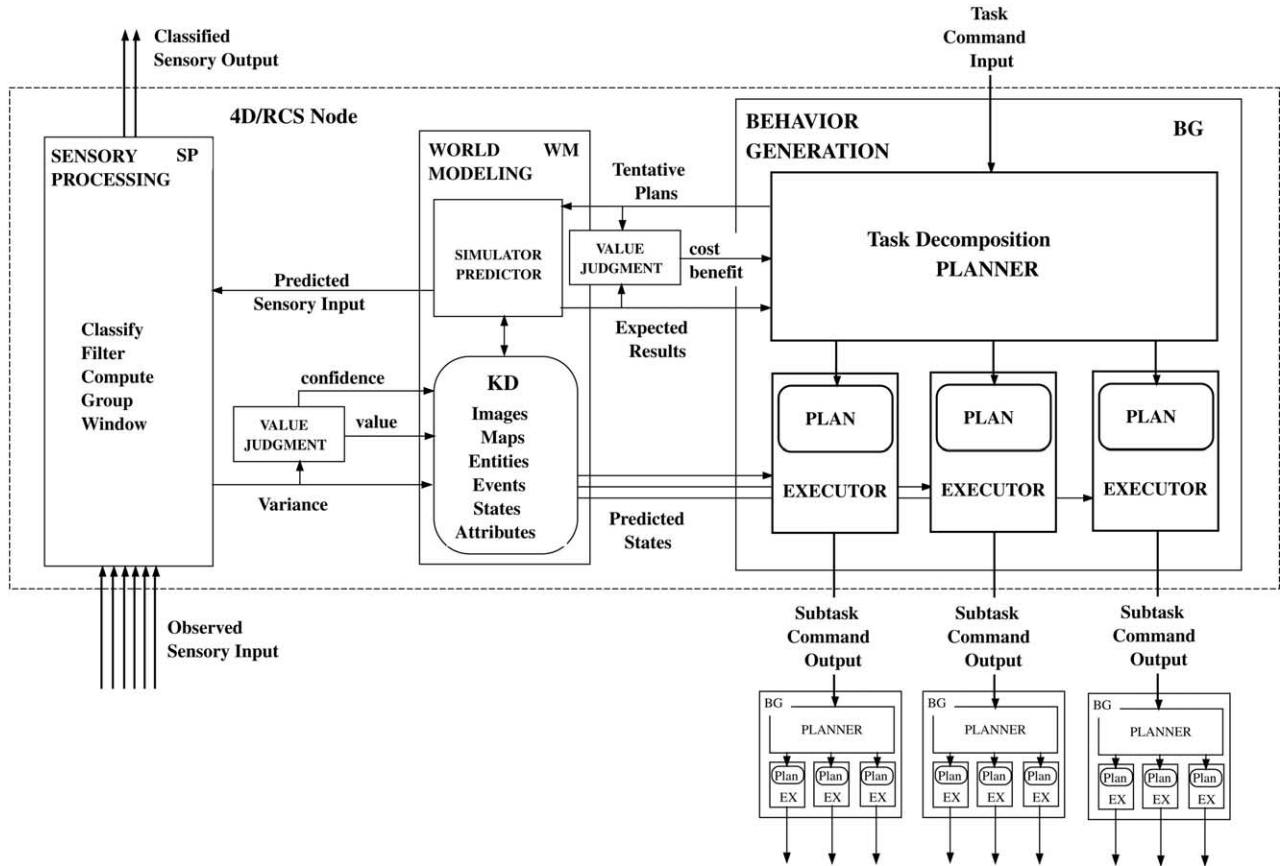 Classified
Sensory Output
Task
Command
Input
4D/RCS Node
SENSORY SP
PROCESSING
Classify
Filter
Compute
Group
Window
Observed
Sensory Input
Predicted
Sensory Input
confidence
VALUE
JUDGMENT
value
Variance
WORLD WM
MODELING
SIMULATOR
PREDICTOR
KD
Images
Maps
Entities
Events
States
Attributes
Tentative
Plans
VALUE
JUDGMENT
cost
benefit
Expected
Results
Predicted
States
BEHAVIOR BG
GENERATION
Task Decomposition
PLANNER
PLAN
EXECUTOR
PLAN
EXECUTOR
PLAN
EXECUTOR
Subtask
Command
Output
Subtask
Command
Output
Subtask
Command
Output
BG
PLANNER
Plan Plan Plan
EX EX EX
BG
PLANNER
Plan Plan Plan
EX EX EX
BG
PLANNER
Plan Plan Plan
EX EX EX